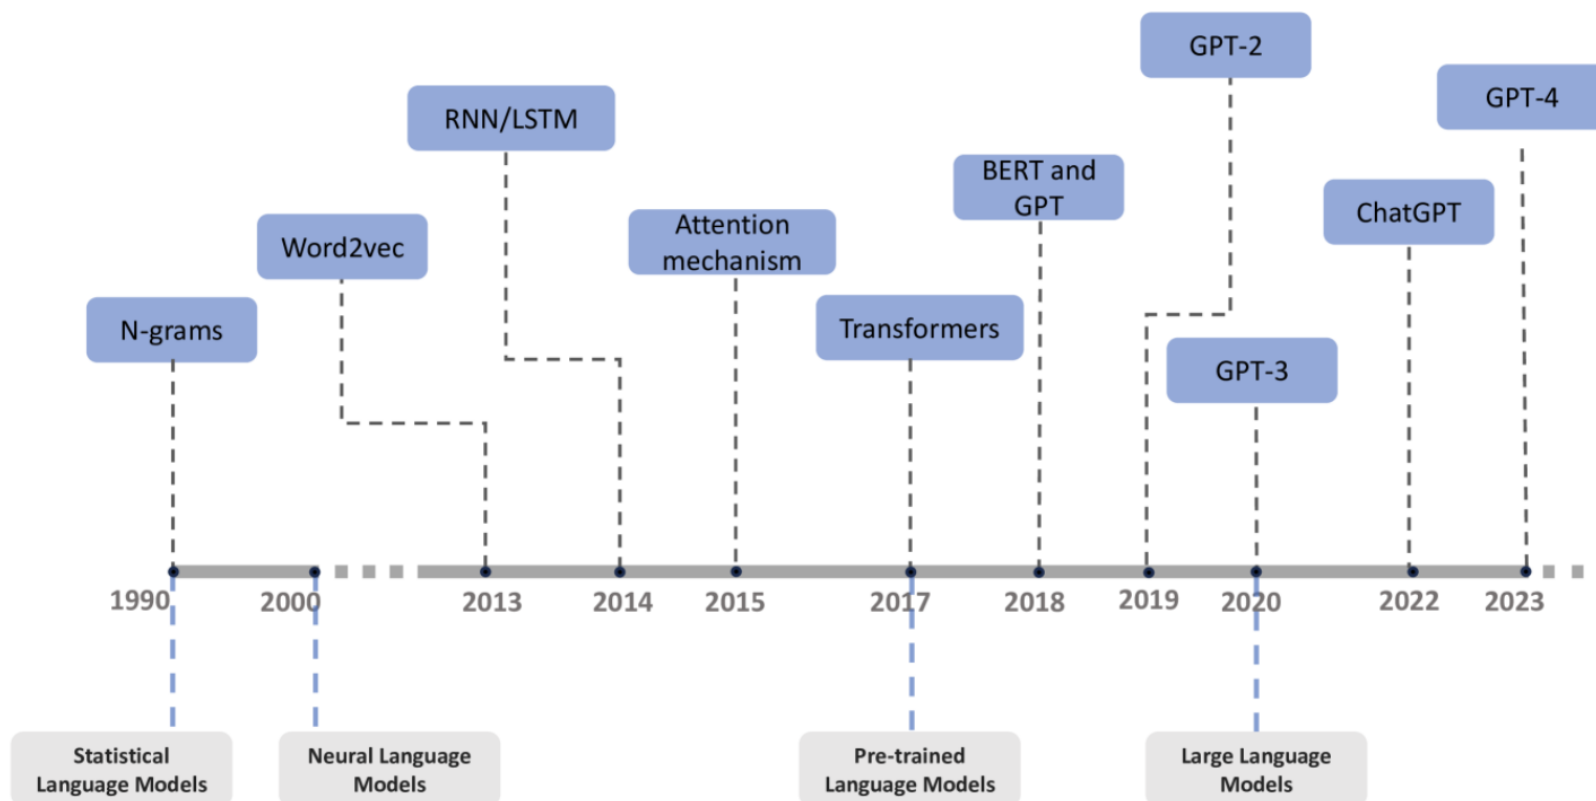 GPT-2
GPT-4
RNN/LSTM
BERT and
GPT
ChatGPT
Attention
mechanism
Word2vec
N-grams
Transformers
GPT-3
1990
2000
2013
2014
2015
2017
2018
2019
2020
2022
2023
Statistical
Language Models
Neural Language
Models
Pre-trained
Language Models
Large Language
Models